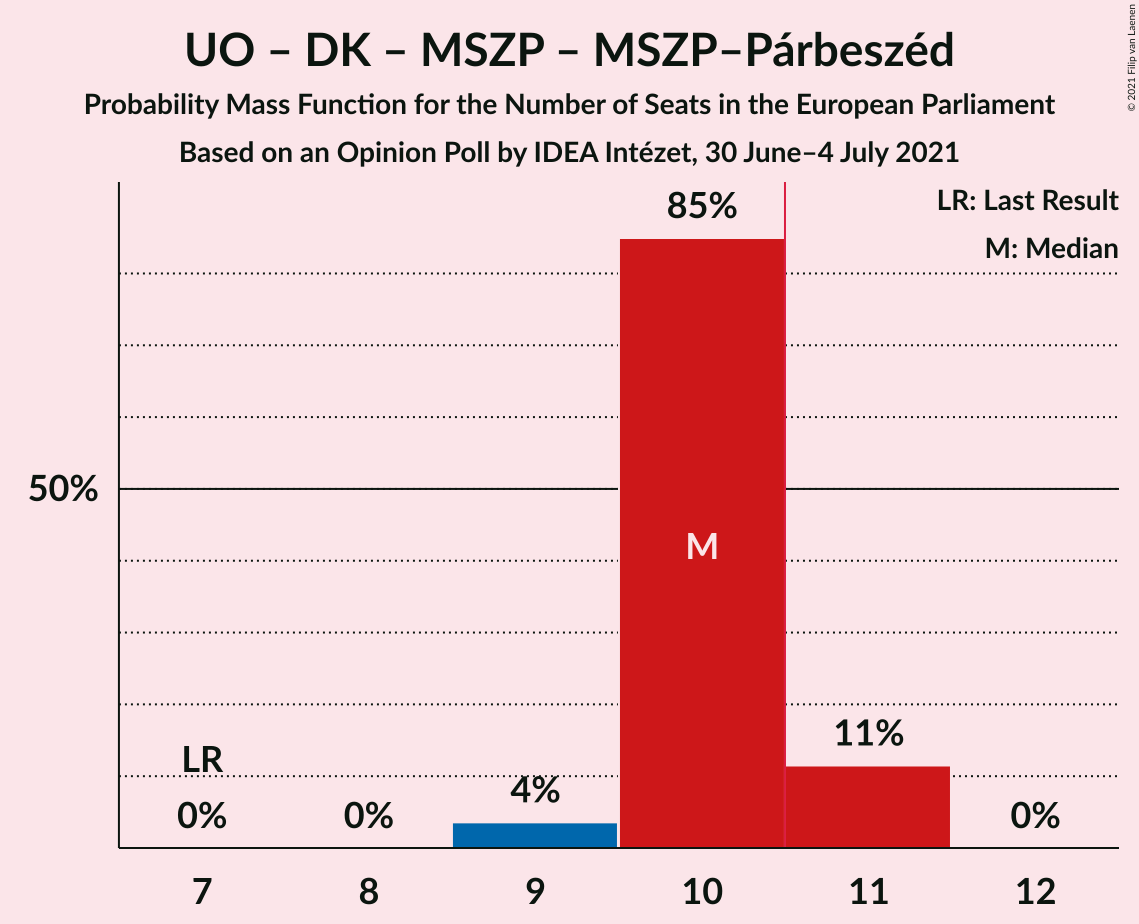 UO – DK – MSZP – MSZP–Párbeszéd
Probability Mass Function for the Number of Seats in the European Parliament
Based on an Opinion Poll by IDEA Intézet, 30 June–4 July 2021
© 2021 Filip van Laenen
LR: Last Result
M: Median
85%
50%
M
LR
11%
4%
0%
0%
0%
7
8
9
10
11
12